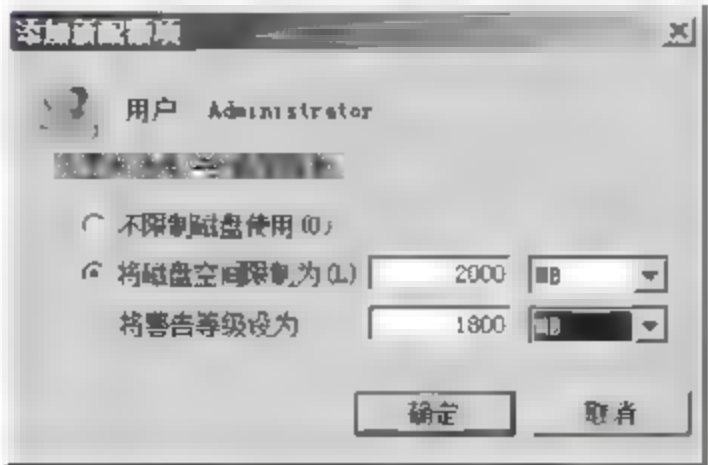 添加新配额项
用户 Administrator
不限制磁盘使用(O)
将磁盘空间限制为(L) 2000 MB
将警告等级设为 1800 MB
确定 取消